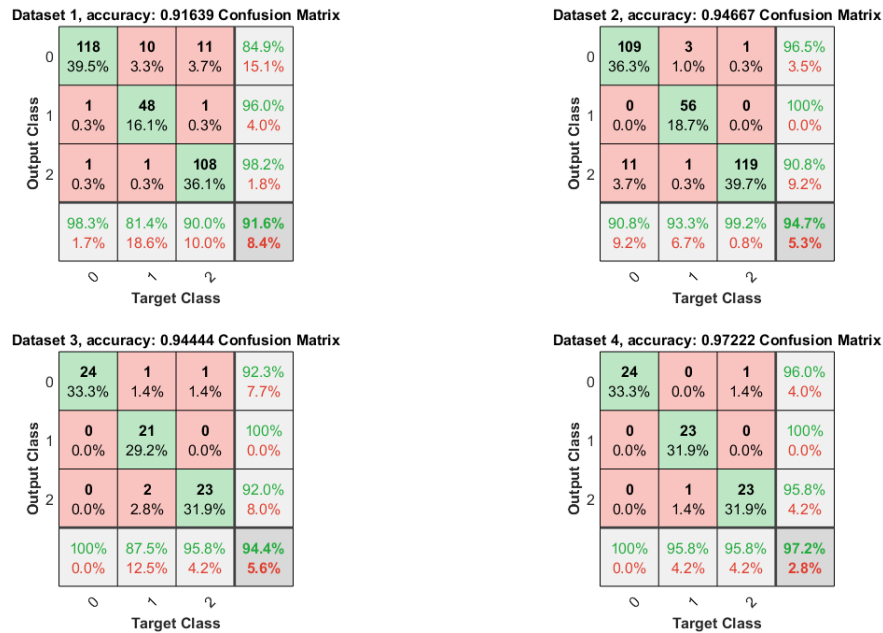 Dataset 1, accuracy: 0.91639 Confusion Matrix
118 10 11 84.9%
0
39.5% 3.3% 3.7% 15.1%
1 48 1 96.0%
1
0.3% 16.1% 0.3% 4.0%
1 1 108 98.2%
2
0.3% 0.3% 36.1% 1.8%
98.3% 81.4% 90.0% 91.6%
1.7% 18.6% 10.0% 8.4%
0 1 2
Output Class
Target Class
Dataset 2, accuracy: 0.94667 Confusion Matrix
109 3 1 96.5%
0
36.3% 1.0% 0.3% 3.5%
0 56 0 100%
1
0.0% 18.7% 0.0% 0.0%
11 1 119 90.8%
2
3.7% 0.3% 39.7% 9.2%
90.8% 93.3% 99.2% 94.7%
9.2% 6.7% 0.8% 5.3%
0 1 2
Output Class
Target Class
Dataset 3, accuracy: 0.94444 Confusion Matrix
24 1 1 92.3%
0
33.3% 1.4% 1.4% 7.7%
0 21 0 100%
1
0.0% 29.2% 0.0% 0.0%
0 2 23 92.0%
2
0.0% 2.8% 31.9% 8.0%
100% 87.5% 95.8% 94.4%
0.0% 12.5% 4.2% 5.6%
0 1 2
Output Class
Target Class
Dataset 4, accuracy: 0.97222 Confusion Matrix
24 0 1 96.0%
0
33.3% 0.0% 1.4% 4.0%
0 23 0 100%
1
0.0% 31.9% 0.0% 0.0%
0 1 23 95.8%
2
0.0% 1.4% 31.9% 4.2%
100% 95.8% 95.8% 97.2%
0.0% 4.2% 4.2% 2.8%
0 1 2
Output Class
Target Class